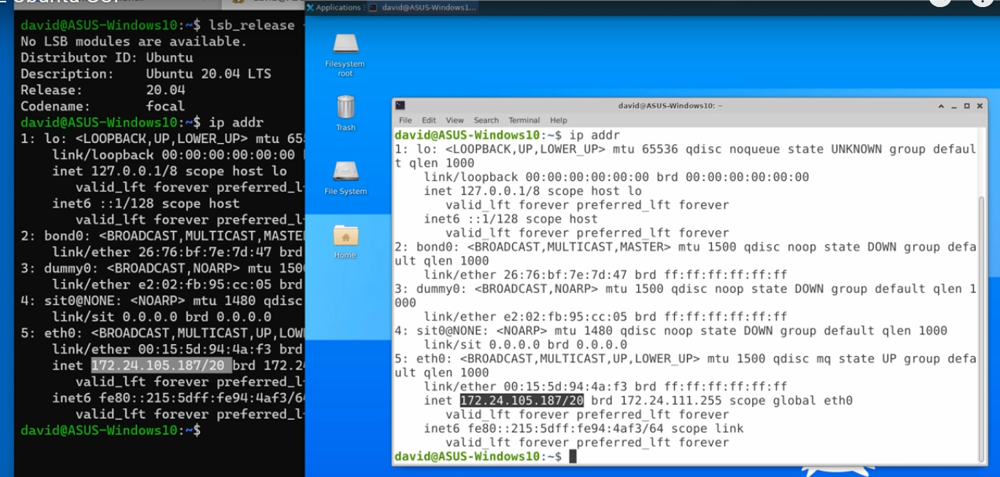 Ubuntu GUI
david@ASUS-Windows10:~$ lsb_release
No LSB modules are available.
Distributor ID: Ubuntu
Description: Ubuntu 20.04 LTS
Release: 20.04
Codename: focal
david@ASUS-Windows10:~$ ip addr
1: lo: <LOOPBACK,UP,LOWER_UP> mtu 65
link/loopback 00:00:00:00:00:00
inet 127.0.0.1/8 scope host lo
valid_lft forever preferred_l
inet6 ::1/128 scope host
valid_lft forever preferred_l
2: bond0: <BROADCAST,MULTICAST,MASTE
link/ether 26:76:bf:7e:7d:47 brd
3: dummy0: <BROADCAST,NOARP> mtu 150
link/ether e2:02:fb:95:cc:05 brd
4: sit0@NONE: <NOARP> mtu 1480 qdisc
link/sit 0.0.0.0 brd 0.0.0.0
5: eth0: <BROADCAST,MULTICAST,UP,LOW
link/ether 00:15:5d:94:4a:f3 brd
inet 172.24.105.187/20 brd 172.2
valid_lft forever preferred_l
inet6 fe80::215:5dff:fe94:4af3/6
valid_lft forever preferred_l
david@ASUS-Windows10:~$
Applications
david@ASUS-Windows1...
Filesystem
root
Trash
File System
Home
david@ASUS-Windows10: ~
File Edit View Search Terminal Help
david@ASUS-Windows10:~$ ip addr
1: lo: <LOOPBACK,UP,LOWER_UP> mtu 65536 qdisc noqueue state UNKNOWN group defaul
t qlen 1000
link/loopback 00:00:00:00:00:00 brd 00:00:00:00:00:00
inet 127.0.0.1/8 scope host lo
valid_lft forever preferred_lft forever
inet6 ::1/128 scope host
valid_lft forever preferred_lft forever
2: bond0: <BROADCAST,MULTICAST,MASTER> mtu 1500 qdisc noop state DOWN group defa
ult qlen 1000
link/ether 26:76:bf:7e:7d:47 brd ff:ff:ff:ff:ff:ff
3: dummy0: <BROADCAST,NOARP> mtu 1500 qdisc noop state DOWN group default qlen 1
000
link/ether e2:02:fb:95:cc:05 brd ff:ff:ff:ff:ff:ff
4: sit0@NONE: <NOARP> mtu 1480 qdisc noop state DOWN group default qlen 1000
link/sit 0.0.0.0 brd 0.0.0.0
5: eth0: <BROADCAST,MULTICAST,UP,LOWER_UP> mtu 1500 qdisc mq state UP group defa
ult qlen 1000
link/ether 00:15:5d:94:4a:f3 brd ff:ff:ff:ff:ff:ff
inet 172.24.105.187/20 brd 172.24.111.255 scope global eth0
valid_lft forever preferred_lft forever
inet6 fe80::215:5dff:fe94:4af3/64 scope link
valid_lft forever preferred_lft forever
david@ASUS-Windows10:~$